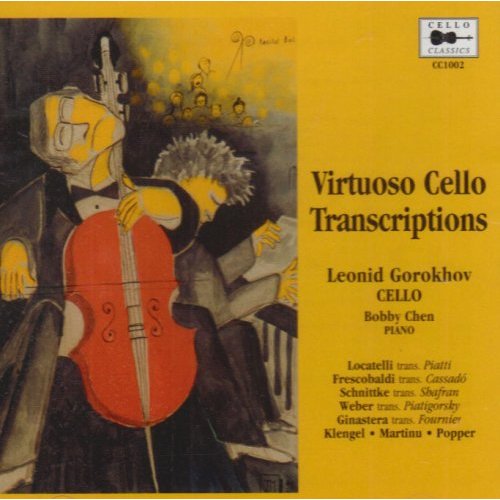 CELLO
CLASSICS
CC1002
Recital
Virtuoso Cello
Transcriptions
Leonid Gorokhov
CELLO
Bobby Chen
PIANO
Locatelli trans. Piatti
Frescobaldi trans. Cassadó
Schnittke trans. Shafran
Weber trans. Piatigorsky
Ginastera trans. Fournier
Klengel • Martinu • Popper